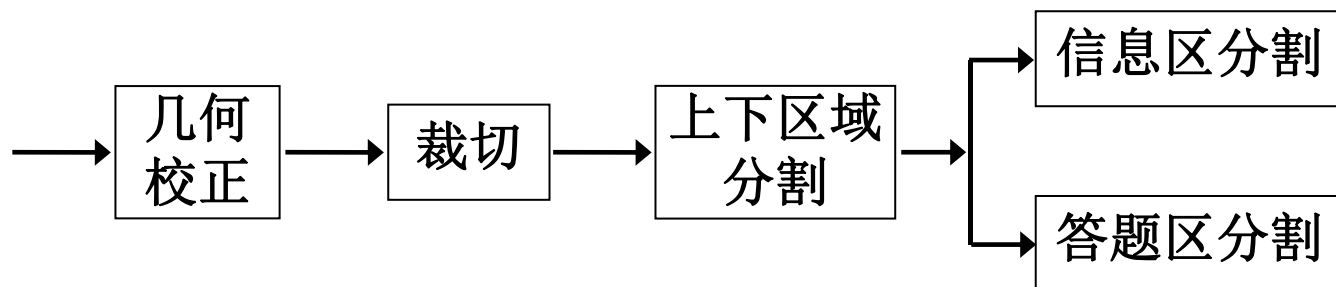 几何
校正
裁切
上下区域
分割
信息区分割
答题区分割